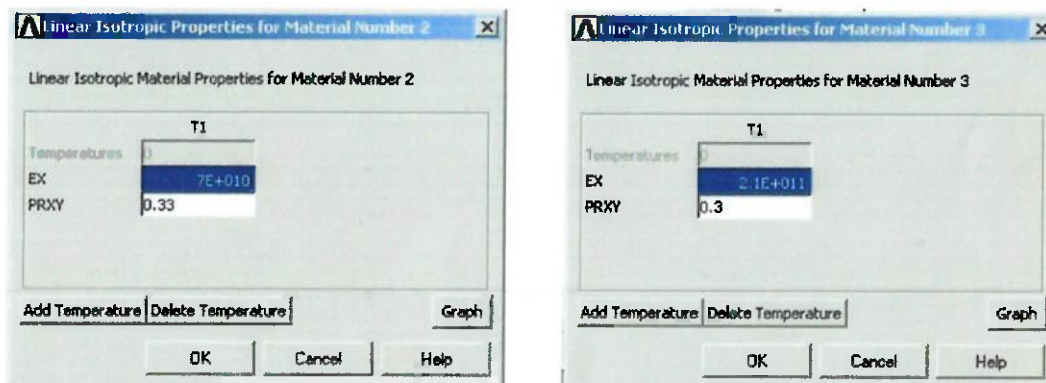 Linear Isotropic Properties for Material Number 2
Linear Isotropic Material Properties for Material Number 2
T1
Temperatures 0
EX 7E+010
PRXY 0.33
Add Temperature Delete Temperature Graph
OK Cancel Help
Linear Isotropic Properties for Material Number 3
Linear Isotropic Material Properties for Material Number 3
T1
Temperatures 0
EX 2.1E+011
PRXY 0.3
Add Temperature Delete Temperature Graph
OK Cancel Help